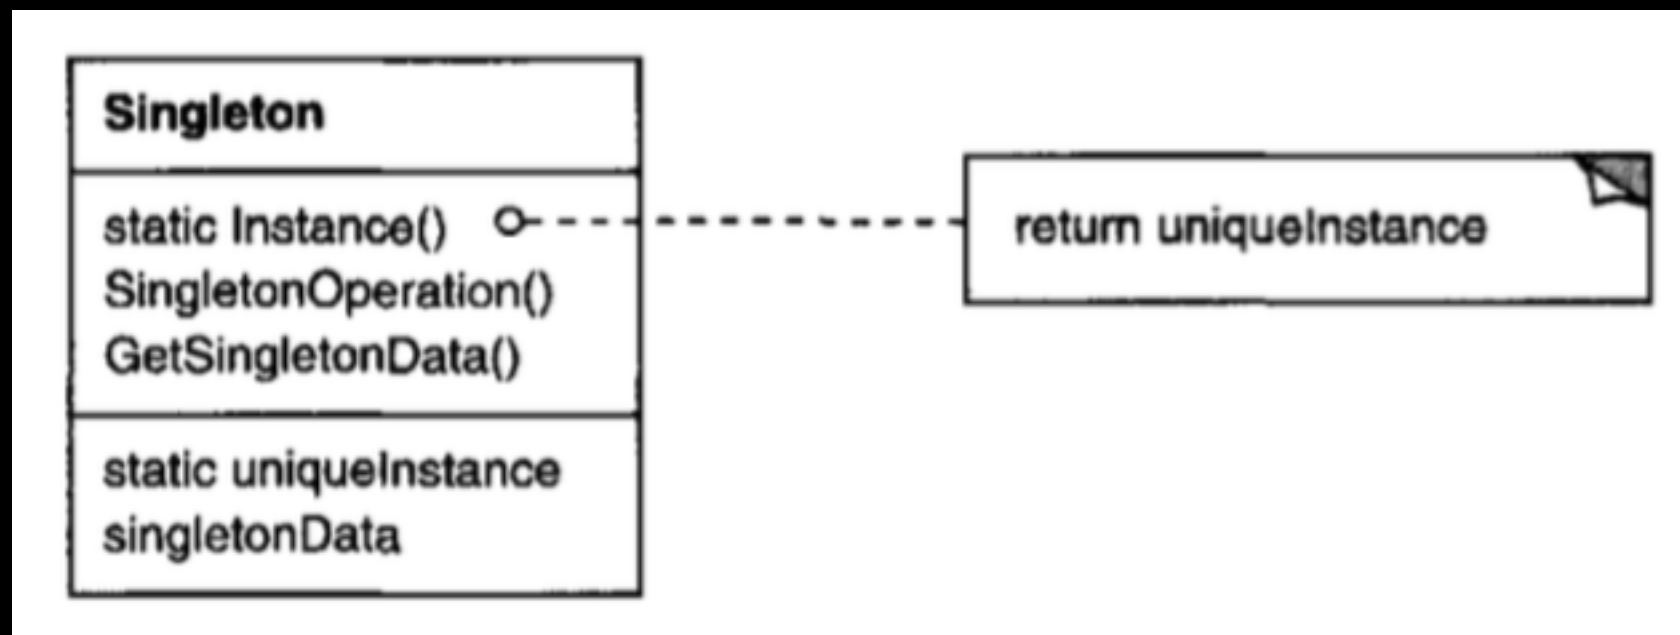 Singleton
static Instance()
SingletonOperation()
GetSingletonData()
static uniqueInstance
singletonData
return uniqueInstance